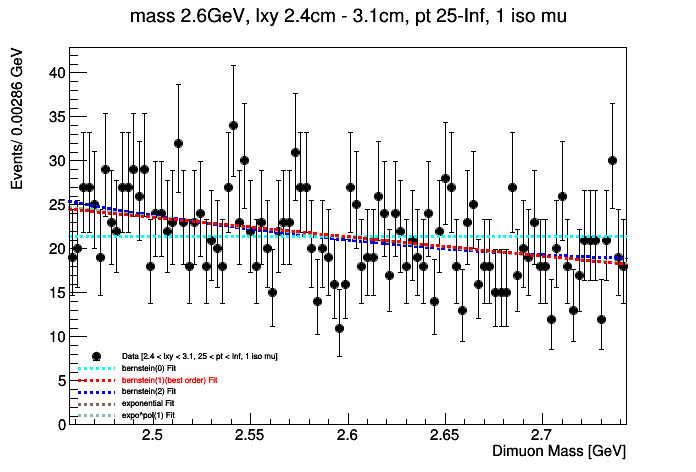 mass 2.6GeV, lxy 2.4cm - 3.1cm, pt 25-Inf, 1 iso mu
Events/ 0.00286 GeV
40
35
30
25
20
15
10
5
0
Data [2.4 < lxy < 3.1, 25 < pt < Inf, 1 iso mu]
bernstein(0) Fit
bernstein(1)(best order) Fit
bernstein(2) Fit
exponential Fit
expo*pol(1) Fit
2.5 2.55 2.6 2.65 2.7
Dimuon Mass [GeV]